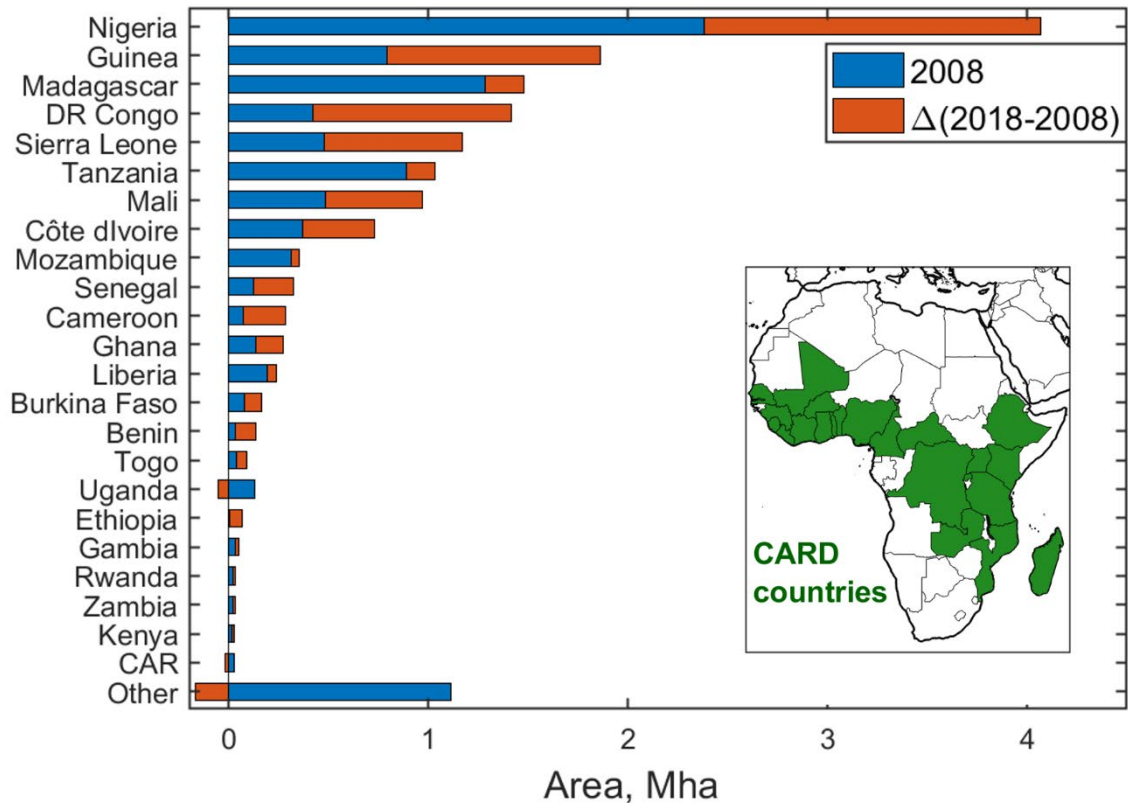 Nigeria
Guinea
Madagascar
DR Congo
Sierra Leone
Tanzania
Mali
Côte dIvoire
Mozambique
Senegal
Cameroon
Ghana
Liberia
Burkina Faso
Benin
Togo
Uganda
Ethiopia
Gambia
Rwanda
Zambia
Kenya
CAR
Other
2008
Δ(2018-2008)
CARD
countries
0 1 2 3 4
Area, Mha